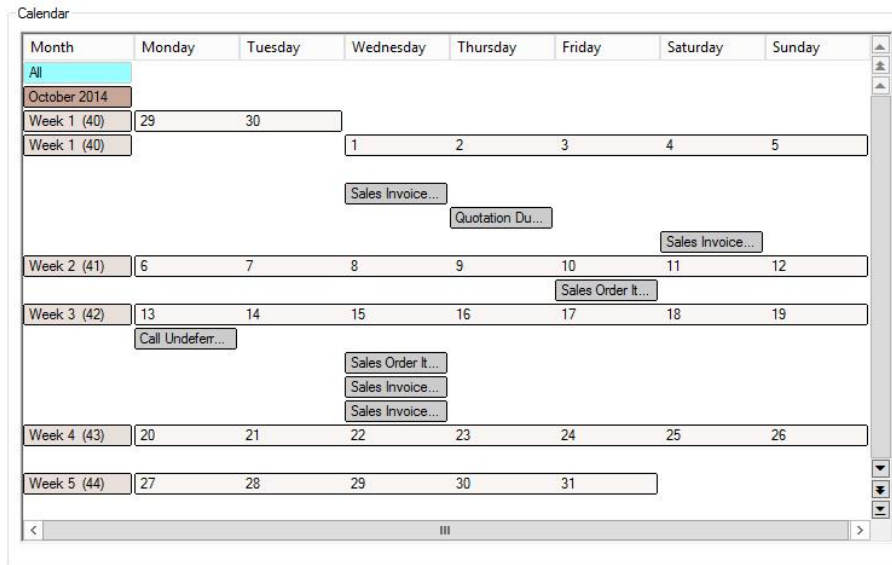 Calendar
Month Monday Tuesday Wednesday Thursday Friday Saturday Sunday
All
October 2014
Week 1 (40) 29 30
Week 1 (40) 1 2 3 4 5
Sales Invoice...
Quotation Du...
Sales Invoice...
Week 2 (41) 6 7 8 9 10 11 12
Sales Order It...
Week 3 (42) 13 14 15 16 17 18 19
Call Undeferr...
Sales Order It...
Sales Invoice...
Sales Invoice...
Week 4 (43) 20 21 22 23 24 25 26
Week 5 (44) 27 28 29 30 31